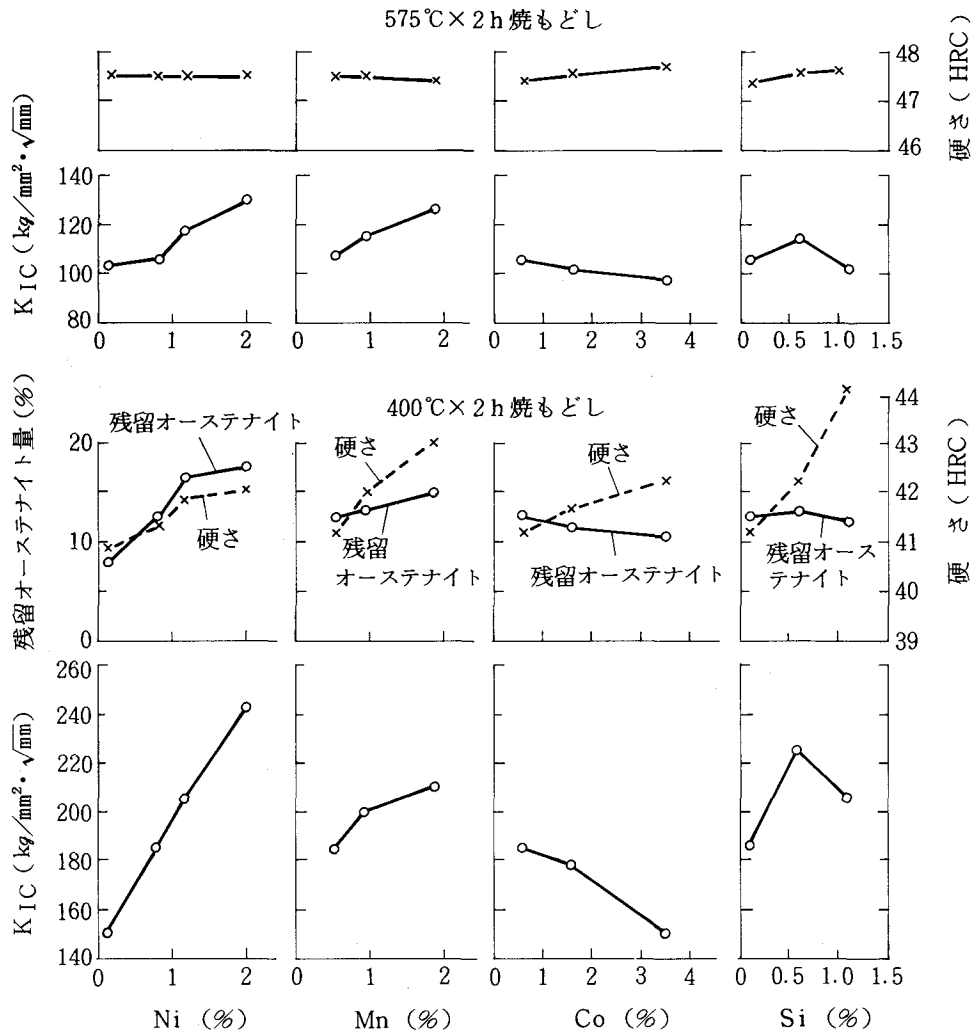 575℃×2h焼もどし
48
47
46
硬さ(HRC)
KIC(kg/mm²・√mm)
140
120
100
80
0 1 2
0 1 2
0 1 2 3 4
0 0.5 1.0 1.5
400℃×2h焼もどし
残留オーステナイト量(%)
20
10
0
残留オーステナイト
硬さ
硬さ
残留
オーステナイト
硬さ
残留オーステナイト
硬さ
残留オース
テナイト
44
43
42
41
40
39
硬さ(HRC)
KIC(kg/mm²・√mm)
260
240
220
200
180
160
140
0 1 2
0 1 2
0 1 2 3 4
0 0.5 1.0 1.5
Ni (%)
Mn (%)
Co (%)
Si (%)